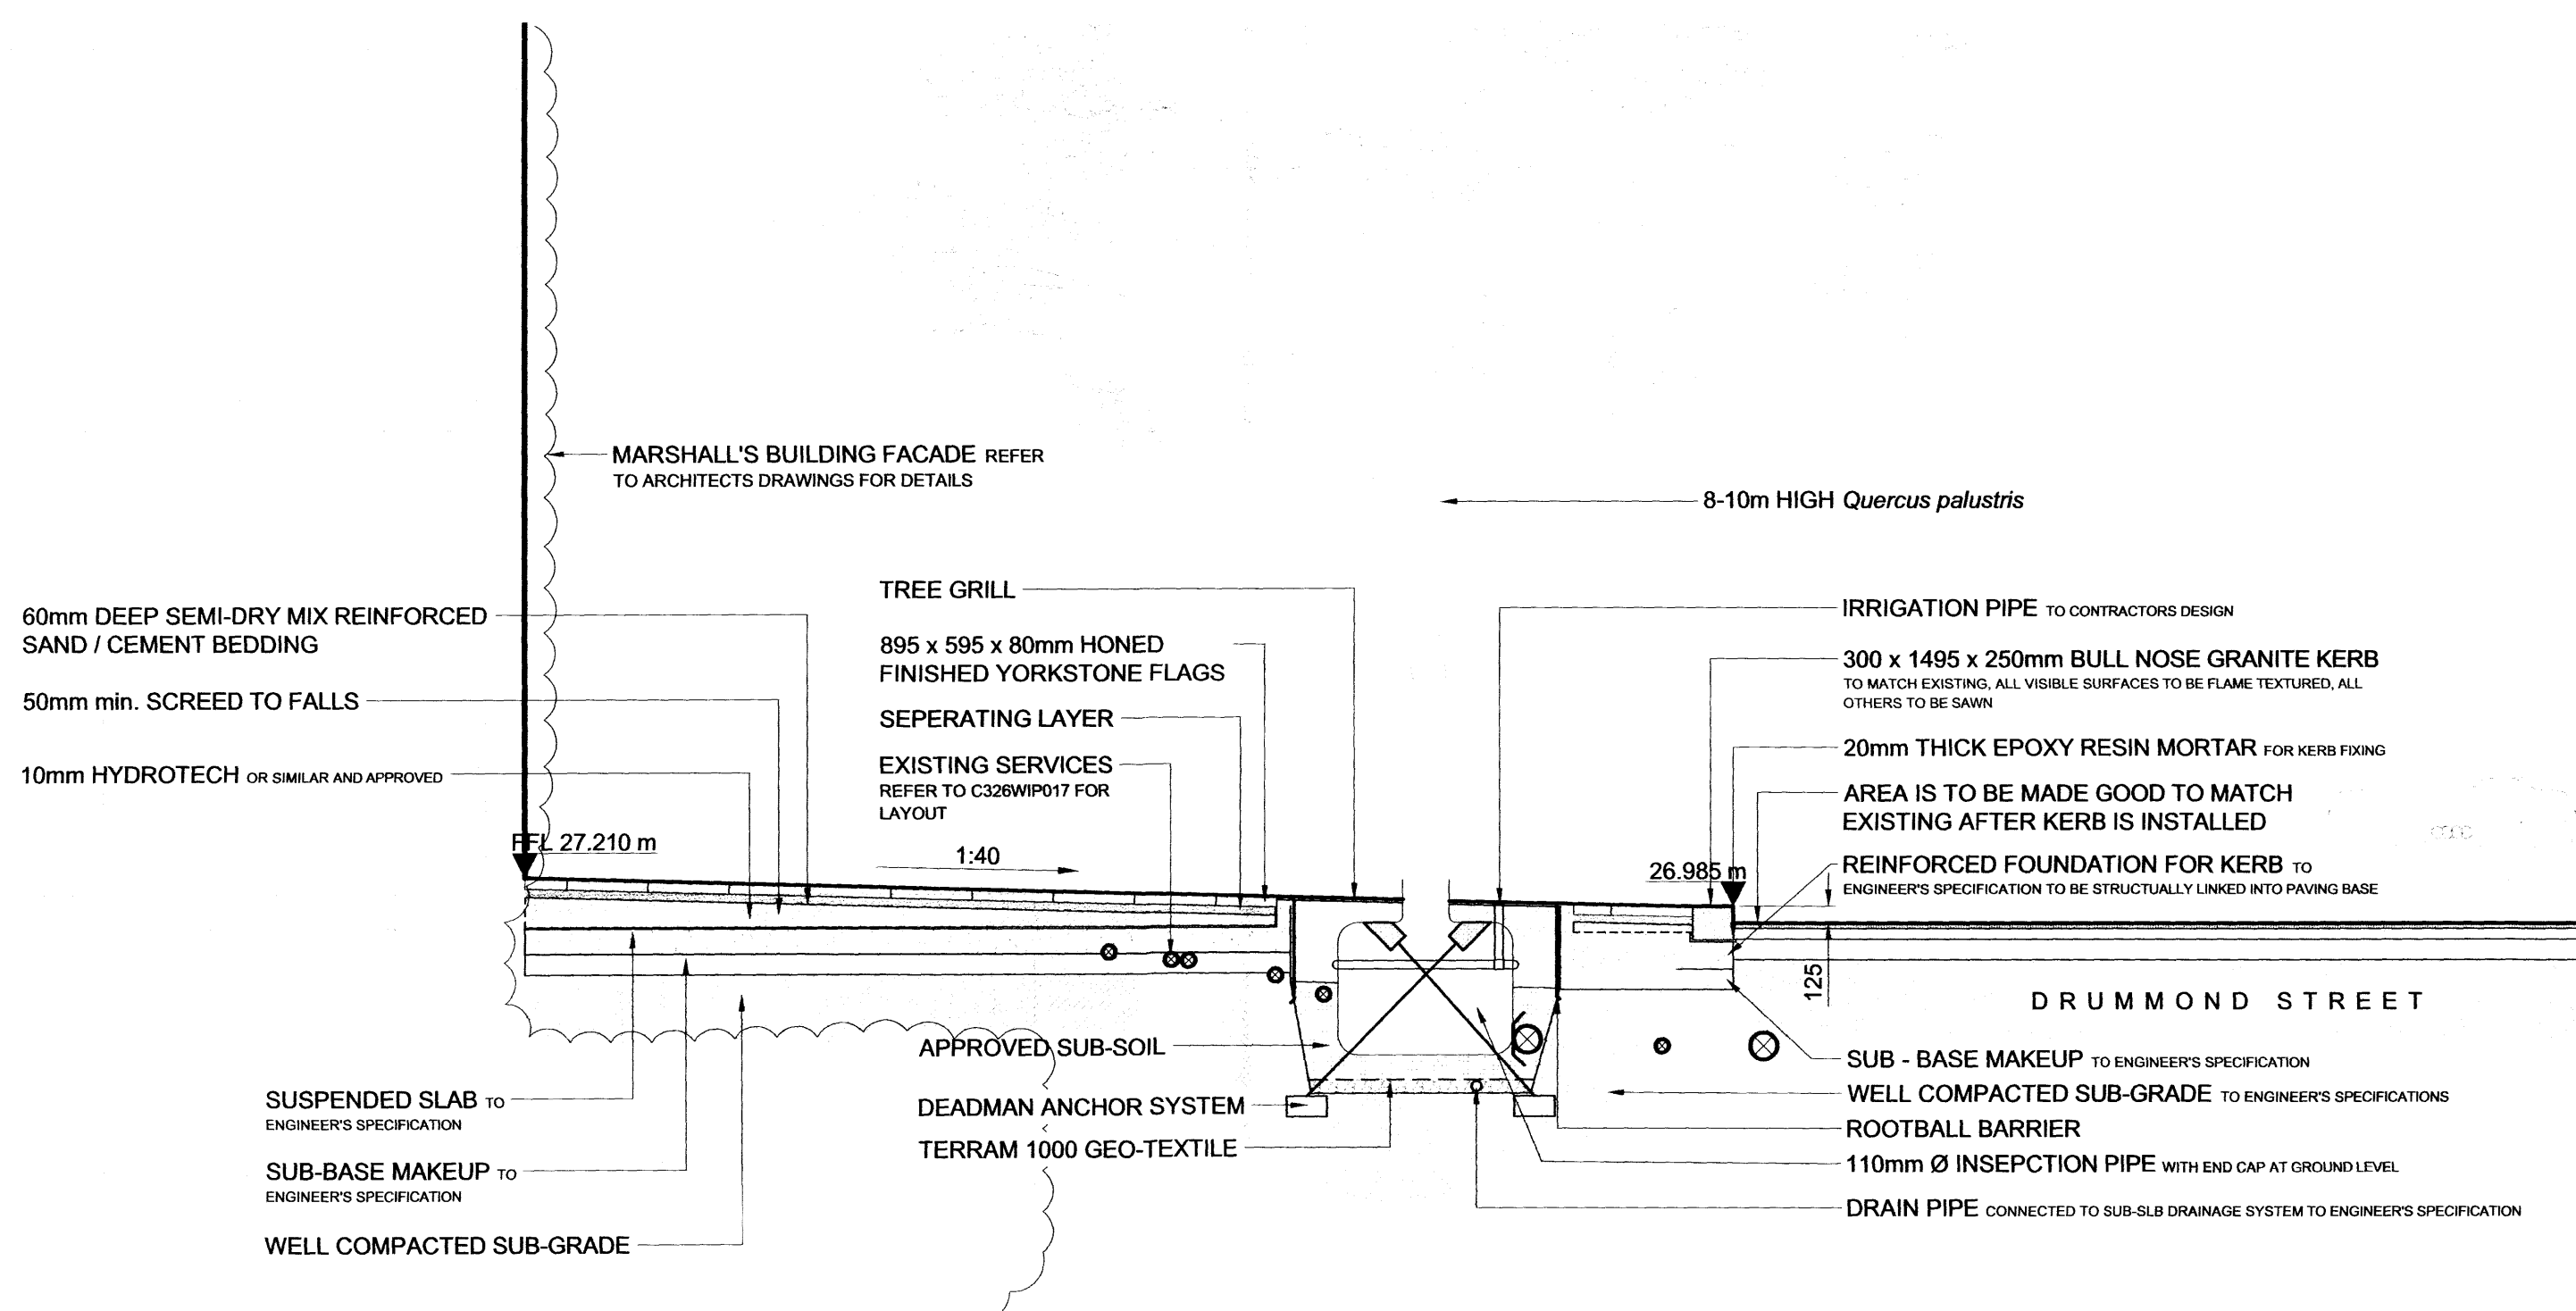 MARSHALL'S BUILDING FACADE REFER
TO ARCHITECTS DRAWINGS FOR DETAILS
8-10m HIGH Quercus palustris
60mm DEEP SEMI-DRY MIX REINFORCED
SAND / CEMENT BEDDING
50mm min. SCREED TO FALLS
10mm HYDROTECH OR SIMILAR AND APPROVED
TREE GRILL
895 x 595 x 80mm HONED
FINISHED YORKSTONE FLAGS
SEPERATING LAYER
EXISTING SERVICES
REFER TO C326WIP017 FOR
LAYOUT
IRRIGATION PIPE TO CONTRACTORS DESIGN
300 x 1495 x 250mm BULL NOSE GRANITE KERB
TO MATCH EXISTING, ALL VISIBLE SURFACES TO BE FLAME TEXTURED, ALL
OTHERS TO BE SAWN
20mm THICK EPOXY RESIN MORTAR FOR KERB FIXING
AREA IS TO BE MADE GOOD TO MATCH
EXISTING AFTER KERB IS INSTALLED
REINFORCED FOUNDATION FOR KERB TO
ENGINEER'S SPECIFICATION TO BE STRUCTUALLY LINKED INTO PAVING BASE
FFL 27.210 m
1:40
26.985 m
125
DRUMMOND STREET
APPROVED SUB-SOIL
DEADMAN ANCHOR SYSTEM
TERRAM 1000 GEO-TEXTILE
SUSPENDED SLAB TO
ENGINEER'S SPECIFICATION
SUB-BASE MAKEUP TO
ENGINEER'S SPECIFICATION
WELL COMPACTED SUB-GRADE
SUB - BASE MAKEUP TO ENGINEER'S SPECIFICATION
WELL COMPACTED SUB-GRADE TO ENGINEER'S SPECIFICATIONS
ROOTBALL BARRIER
110mm Ø INSEPCTION PIPE WITH END CAP AT GROUND LEVEL
DRAIN PIPE CONNECTED TO SUB-SLB DRAINAGE SYSTEM TO ENGINEER'S SPECIFICATION